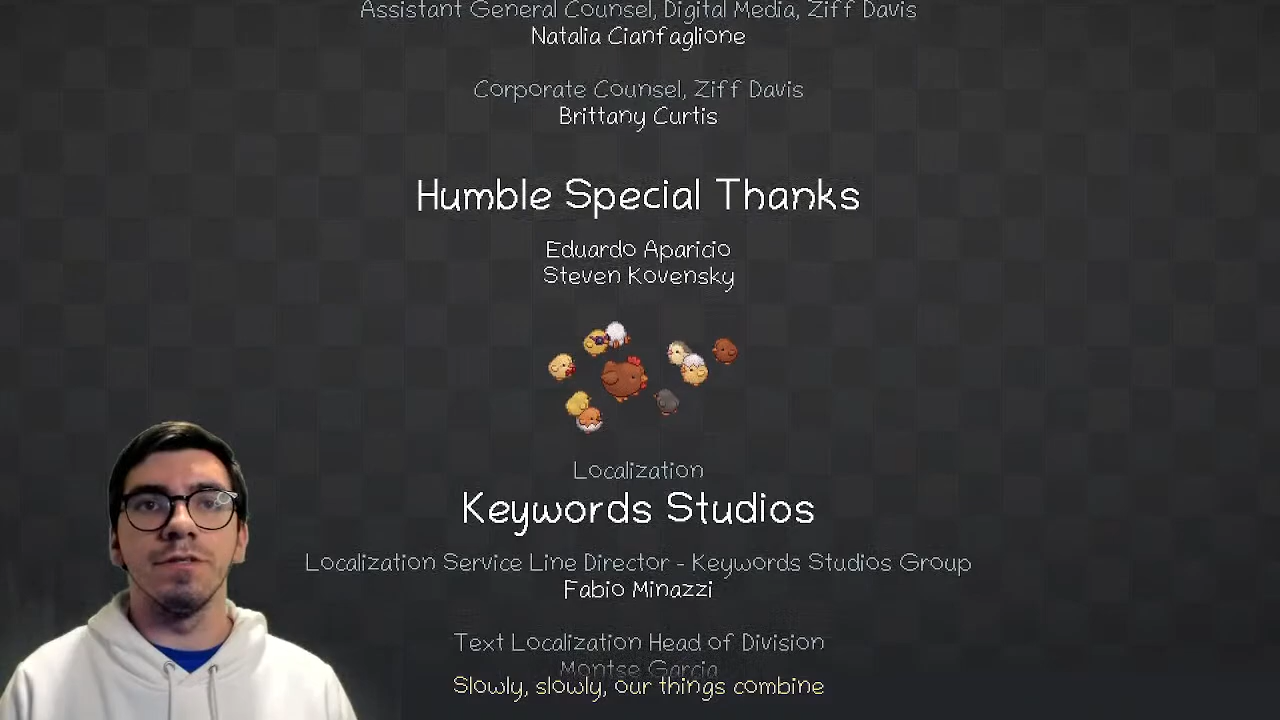 Assistant General Counsel, Digital Media, Ziff Davis
Natalia Cianfaglione
Corporate Counsel, Ziff Davis
Brittany Curtis
Humble Special Thanks
Eduardo Aparicio
Steven Kovensky
Localization
Keywords Studios
Localization Service Line Director - Keywords Studios Group
Fabio Minazzi
Text Localization Head of Division
Montse Garcia
Slowly, slowly, our things combine